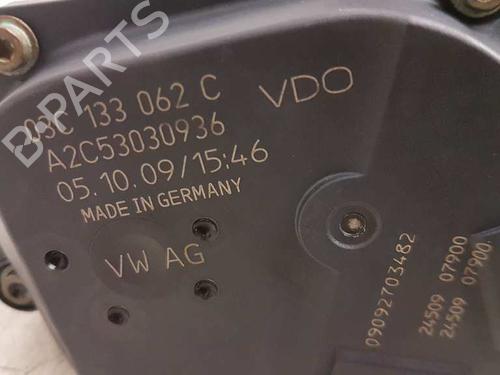 03C 133 062 C
VDO
A2C53030936
05.10.09/15:46
MADE IN GERMANY
VW AG
09092703482
24509 07900
24509 07900.
B-PARTS